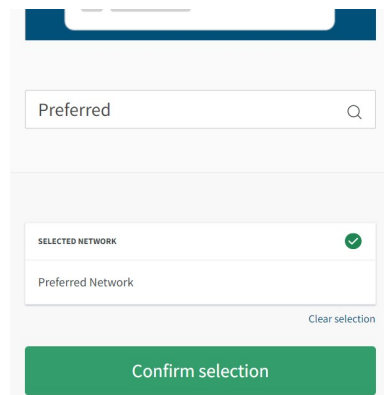 Preferred
SELECTED NETWORK
Preferred Network
Clear selection
Confirm selection